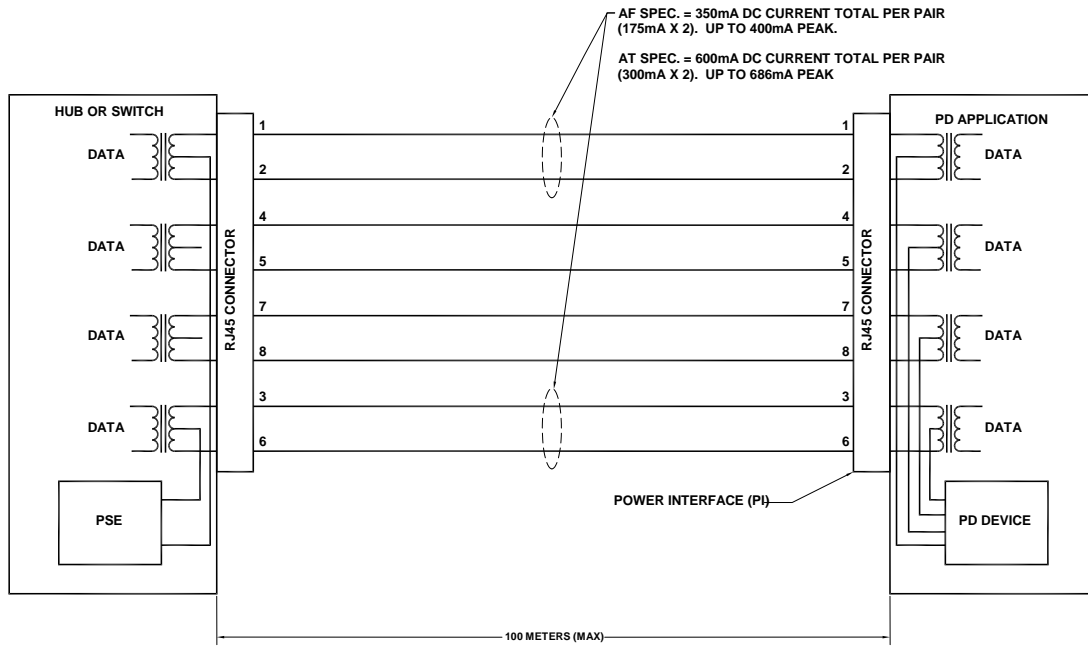 AF SPEC. = 350mA DC CURRENT TOTAL PER PAIR
(175mA X 2).  UP TO 400mA PEAK.
AT SPEC. = 600mA DC CURRENT TOTAL PER PAIR
(300mA X 2).  UP TO 686mA PEAK
HUB OR SWITCH
PD APPLICATION
1
1
DATA
DATA
2
2
4
4
DATA
DATA
5
5
RJ45 CONNECTOR
RJ45 CONNECTOR
7
7
DATA
DATA
8
8
3
3
DATA
DATA
6
6
POWER INTERFACE (PI)
PSE
PD DEVICE
100 METERS (MAX)